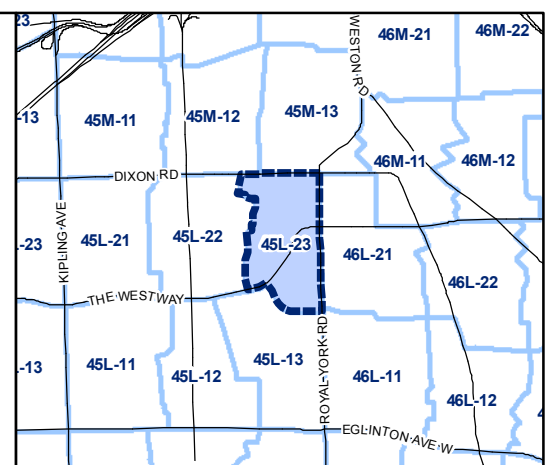 23
46M-21
46M-22
WESTON RD
-13
45M-11
45M-12
45M-13
46M-11
46M-12
DIXON RD
KIPLING AVE
-23
45L-21
45L-22
45L-23
46L-21
46L-22
THE WESTWAY
-13
45L-11
45L-12
45L-13
ROYAL YORK RD
46L-11
46L-12
EGLINTON AVE W